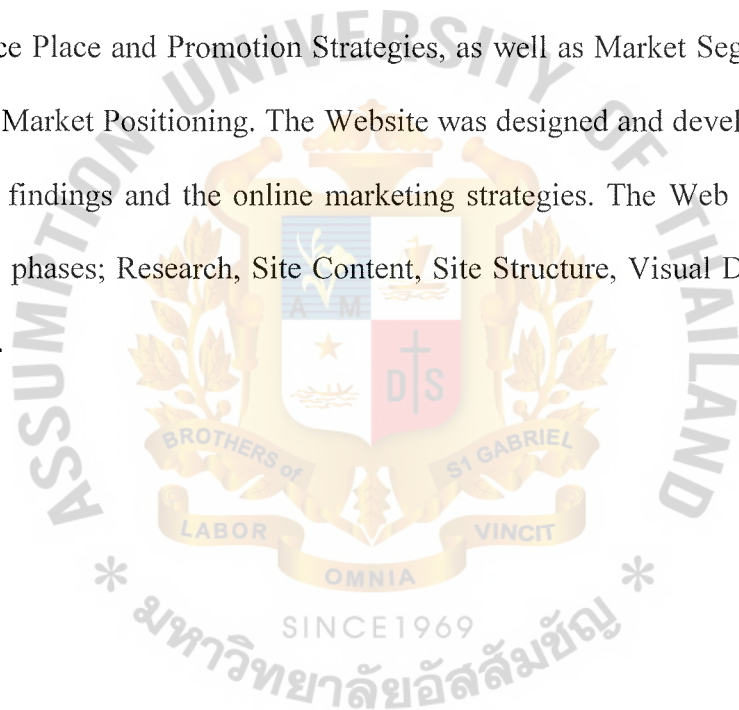 ce Place and Promotion Strategies, as well as Market Seg
Market Positioning. The Website was designed and devel
findings and the online marketing strategies. The Web
phases; Research, Site Content, Site Structure, Visual D
ASSUMPTION UNIVERSITY OF THAILAND
A M
D S
BROTHERS of ST GABRIEL
LABOR
VINCIT
OMNIA
SINCE1969
* มหาวิทยาลัยอัสสัมชัญ *